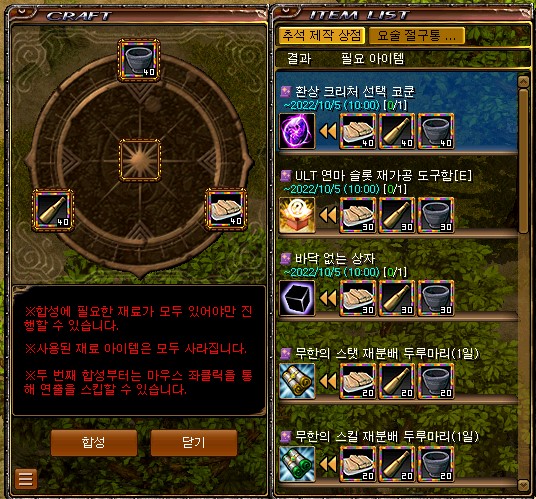 CRAFT
40
40
40
※합성에 필요한 재료가 모두 있어야만 진
행할 수 있습니다.
※사용된 재료 아이템은 모두 사라집니다.
※두 번째 합성부터는 마우스 좌클릭을 통
해 연출을 스킵할 수 있습니다.
합성 닫기
ITEM LIST
추석 제작 상점 요술 절구통 ...
결과 필요 아이템
환상 크리처 선택 코쿤
~2022/10/5 (10:00) [0/1]
40 40 40
ULT 연마 슬롯 재가공 도구함[E]
~2022/10/5 (10:00) [0/1]
30 30 30
바닥 없는 상자
~2022/10/5 (10:00) [0/1]
30 30 30
무한의 스탯 재분배 두루마리(1일)
20 20 20
무한의 스킬 재분배 두루마리(1일)
20 20 20